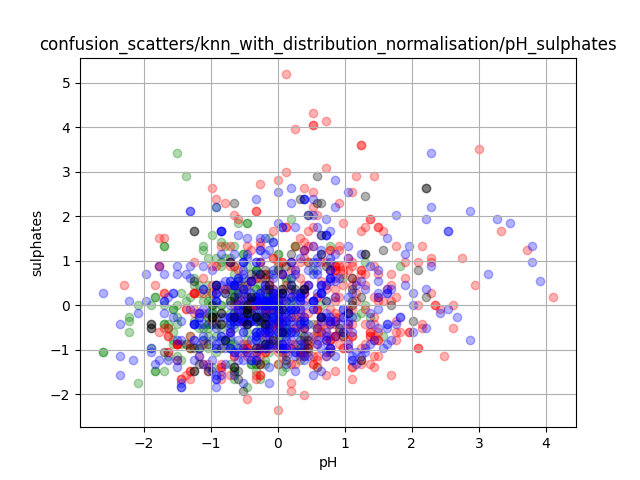 confusion_scatters/knn_with_distribution_normalisation/pH_sulphates
5
4
3
2
1
0
−1
−2
sulphates
−2 −1 0 1 2 3 4
pH